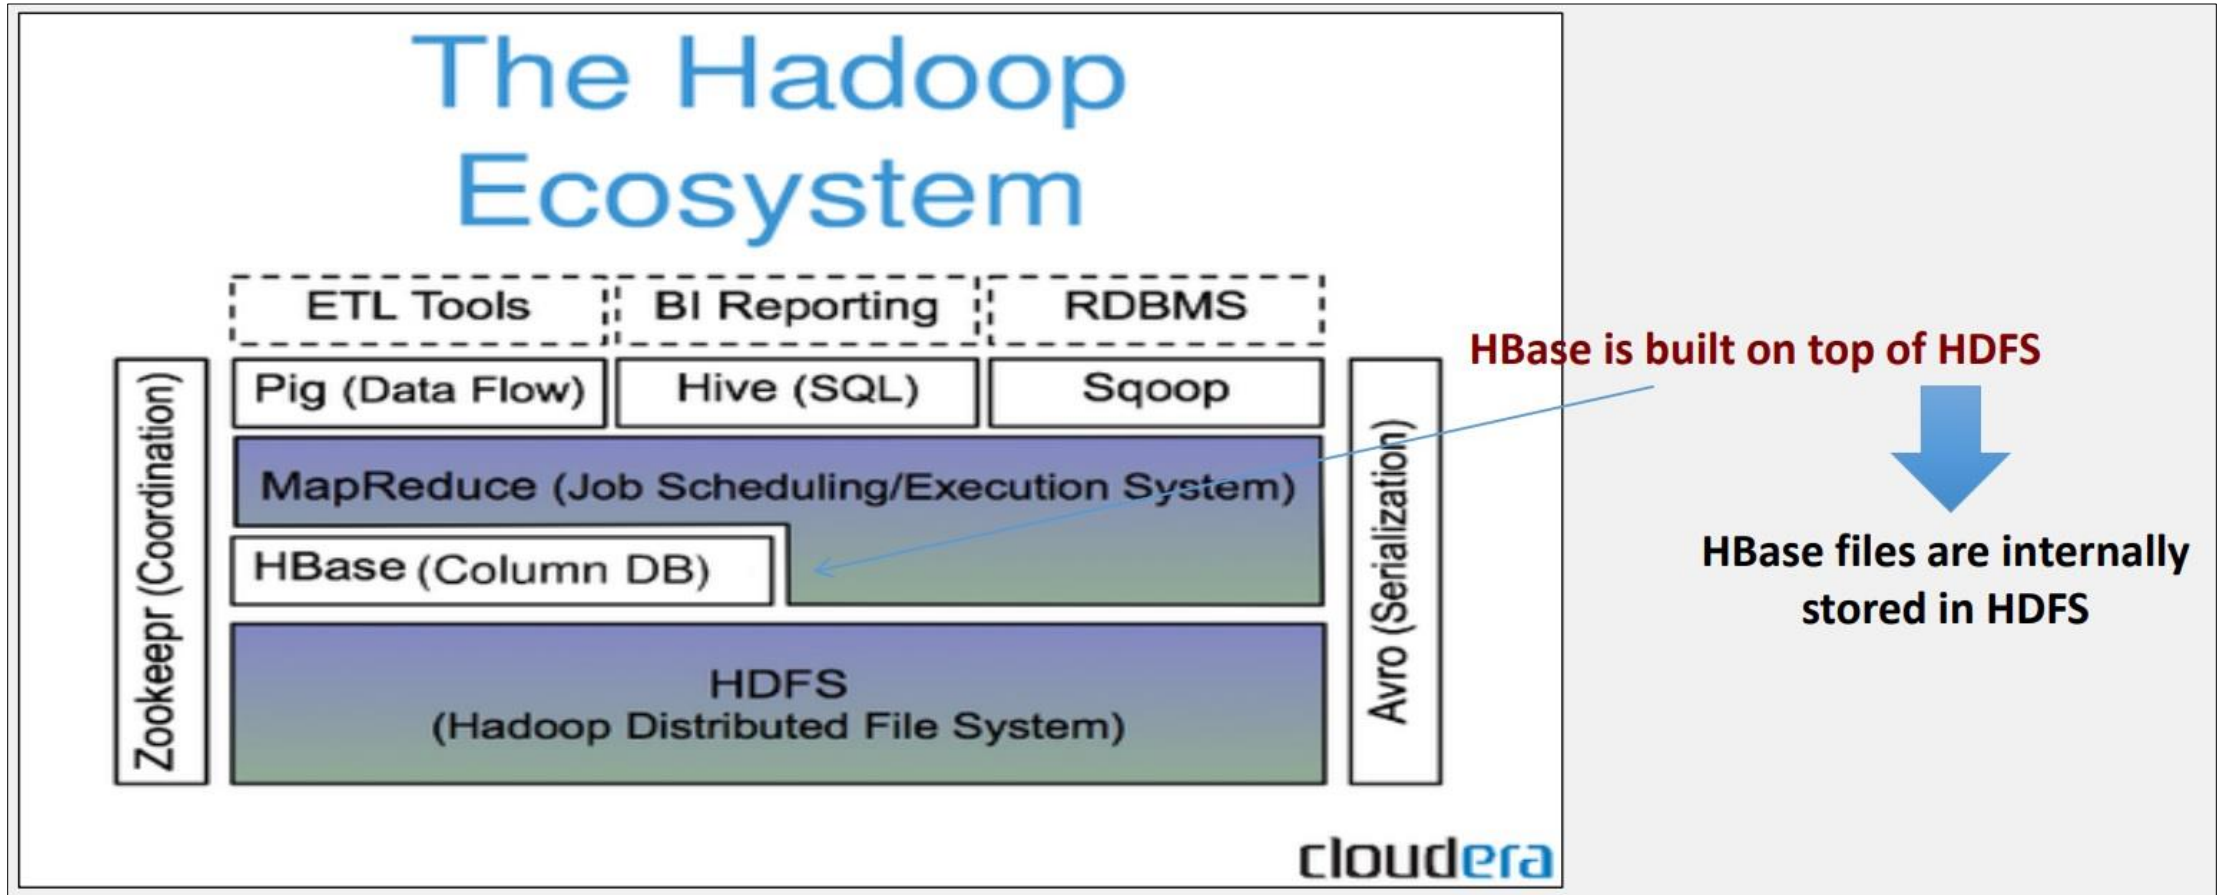 The Hadoop
Ecosystem
ETL Tools
BI Reporting
RDBMS
Zookeepr (Coordination)
Pig (Data Flow)
Hive (SQL)
Sqoop
Avro (Serialization)
MapReduce (Job Scheduling/Execution System)
HBase (Column DB)
HDFS
(Hadoop Distributed File System)
cloudera
HBase is built on top of HDFS
HBase files are internally
stored in HDFS